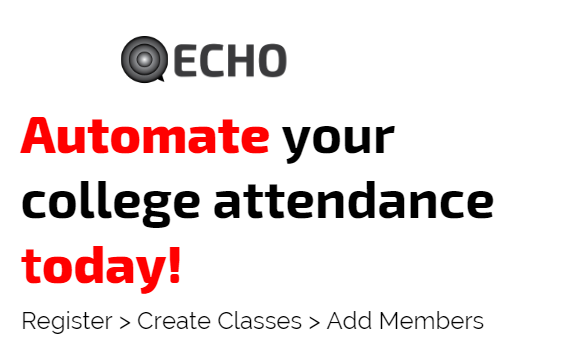 ECHO
Automate your
college attendance
today!
Register > Create Classes > Add Members